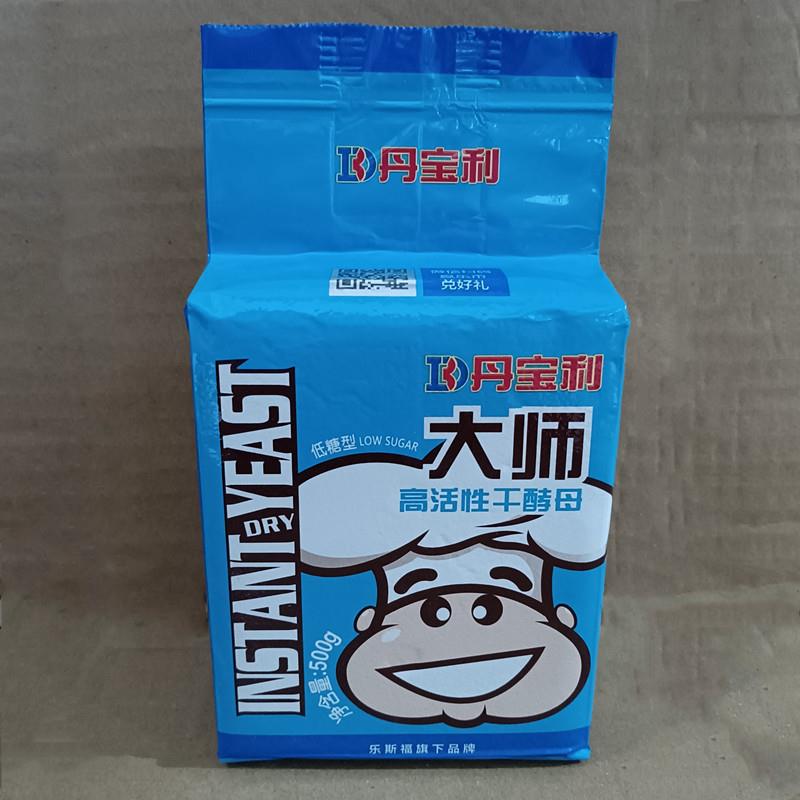 丹宝利
兑好礼
丹宝利
大师
低糖型 LOW SUGAR
高活性干酵母
INSTANT DRY YEAST
净含量:500g
乐斯福旗下品牌